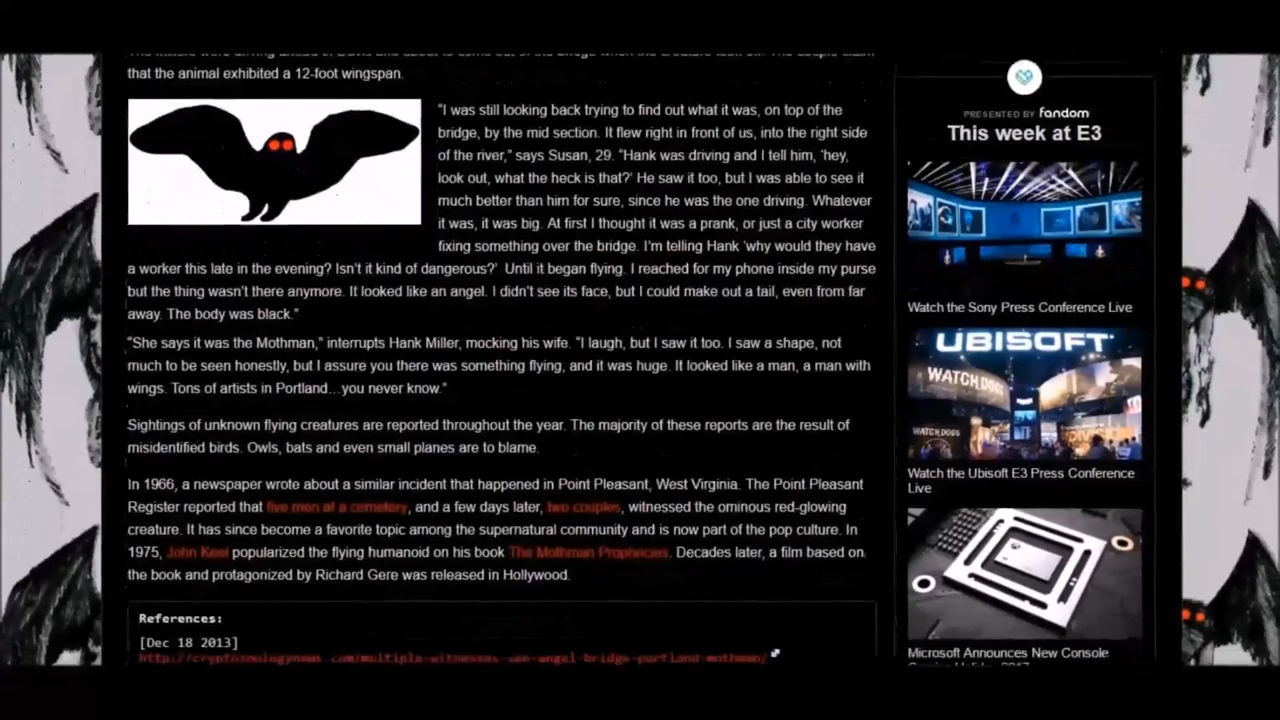 that the animal exhibited a 12-foot wingspan.
"I was still looking back trying to find out what it was, on top of the
bridge, by the mid section. It flew right in front of us, into the right side
of the river," says Susan, 29. "Hank was driving and I tell him, 'hey,
look out, what the heck is that?' He saw it too, but I was able to see it
much better than him for sure, since he was the one driving. Whatever
it was, it was big. At first I thought it was a prank, or just a city worker
fixing something over the bridge. I'm telling Hank 'why would they have
a worker this late in the evening? Isn't it kind of dangerous?' Until it began flying. I reached for my phone inside my purse
but the thing wasn't there anymore. It looked like an angel. I didn't see its face, but I could make out a tail, even from far
away. The body was black."
"She says it was the Mothman," interrupts Hank Miller, mocking his wife. "I laugh, but I saw it too. I saw a shape, not
much to be seen honestly, but I assure you there was something flying, and it was huge. It looked like a man, a man with
wings. Tons of artists in Portland...you never know."
Sightings of unknown flying creatures are reported throughout the year. The majority of these reports are the result of
misidentified birds. Owls, bats and even small planes are to blame.
In 1966, a newspaper wrote about a similar incident that happened in Point Pleasant, West Virginia. The Point Pleasant
Register reported that five men at a cemetery, and a few days later, two couples, witnessed the ominous red-glowing
creature. It has since become a favorite topic among the supernatural community and is now part of the pop culture. In
1975, John Keel popularized the flying humanoid on his book The Mothman Prophecies. Decades later, a film based on
the book and protagonized by Richard Gere was released in Hollywood.
References:
[Dec 18 2013]
http://cryptozoologynews.com/multiple-witnesses-see-angel-bridge-portland-mothman/
PRESENTED BY fandom
This week at E3
Watch the Sony Press Conference Live
UBISOFT
WATCH DOGS
WATCH DOGS
Watch the Ubisoft E3 Press Conference
Live
Microsoft Announces New Console